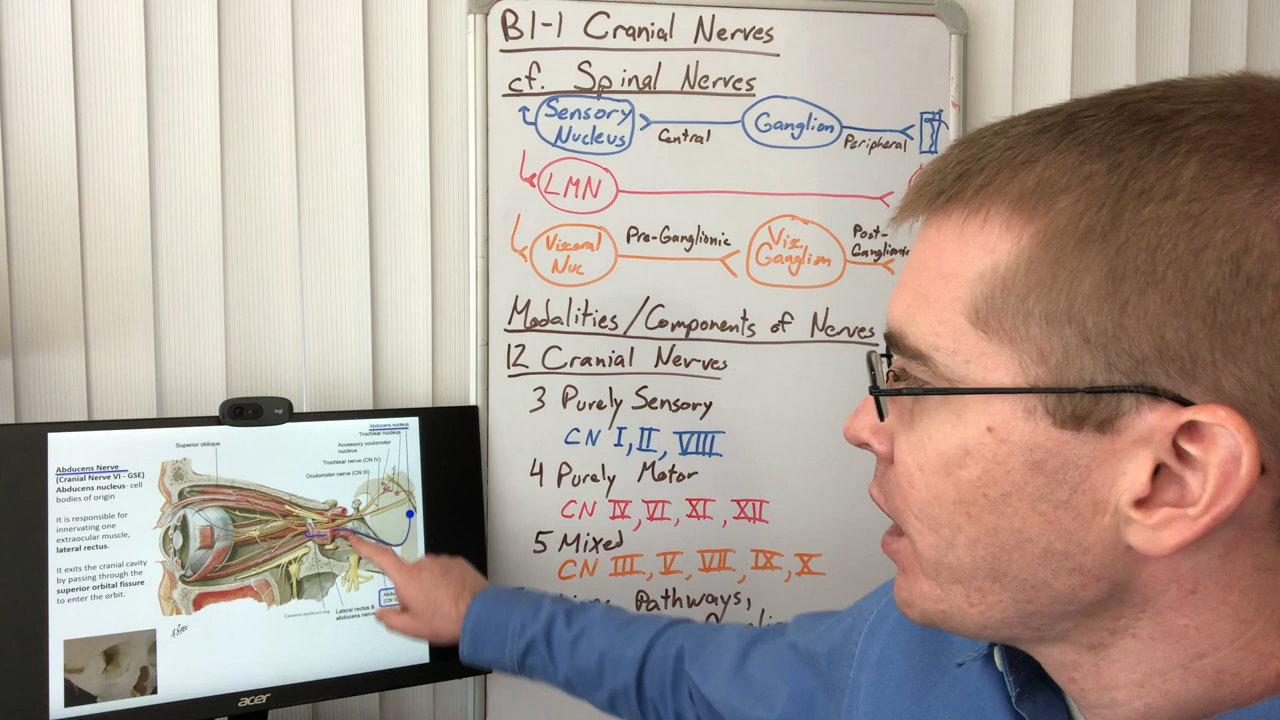 B1-1 Cranial Nerves
cf. Spinal Nerves
Sensory
Nucleus
Central
Ganglion
Peripheral
LMN
Visceral
Nuc
Pre-Ganglionic
Visc.
Ganglion
Post-
Ganglionic
Modalities/Components of Nerves
12 Cranial Nerves
3 Purely Sensory
CN I, II, VIII
4 Purely Motor
CN IV, VI, XI, XII
5 Mixed
CN III, V, VII, IX, X
Pathways,
logi
Abducens nucleus
Trochlear nucleus
Accessory oculomotor
nucleus
Trochlear nerve (CN IV)
Oculomotor nerve (CN III)
Superior oblique
Abducens Nerve
(Cranial Nerve VI - GSE)
Abducens nucleus- cell
bodies of origin
It is responsible for
innervating one
extraocular muscle,
lateral rectus.
It exits the cranial cavity
by passing through the
superior orbital fissure
to enter the orbit.
Lateral rectus &
abducens nerve
acer